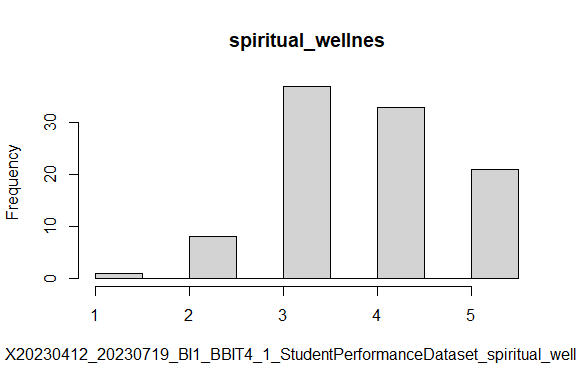 spiritual_wellnes
Frequency
30
20
10
0
1 2 3 4 5
X20230412_20230719_BI1_BBIT4_1_StudentPerformanceDataset_spiritual_well